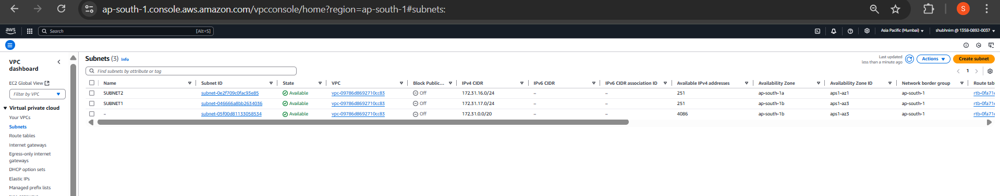 ap-south-1.console.aws.amazon.com/vpcconsole/home?region=ap-south-1#subnets:
S
aws Search [Alt+S] Asia Pacific (Mumbai) shubhnim @ 1358-0892-0037
VPC dashboard
EC2 Global View
Filter by VPC
Virtual private cloud
Your VPCs
Subnets
Route tables
Internet gateways
Egress-only internet gateways
DHCP option sets
Elastic IPs
Managed prefix lists
Subnets (3) Info
Last updated less than a minute ago
Actions
Create subnet
Find subnets by attribute or tag
1
Name Subnet ID State VPC Block Public... IPv4 CIDR IPv6 CIDR IPv6 CIDR association ID Available IPv4 addresses Availability Zone Availability Zone ID Network border group Route tab
SUBNET2 subnet-0e2f709c0fac93e85 Available vpc-09786d8692710cc83 Off 172.31.16.0/24 – – 251 ap-south-1a aps1-az1 ap-south-1 rtb-0fa71e
SUBNET1 subnet-046666a8bb2634036 Available vpc-09786d8692710cc83 Off 172.31.17.0/24 – – 251 ap-south-1b aps1-az3 ap-south-1 rtb-0fa71e
– subnet-05f00d81133058534 Available vpc-09786d8692710cc83 Off 172.31.0.0/20 – – 4086 ap-south-1b aps1-az3 ap-south-1 rtb-0fa71e